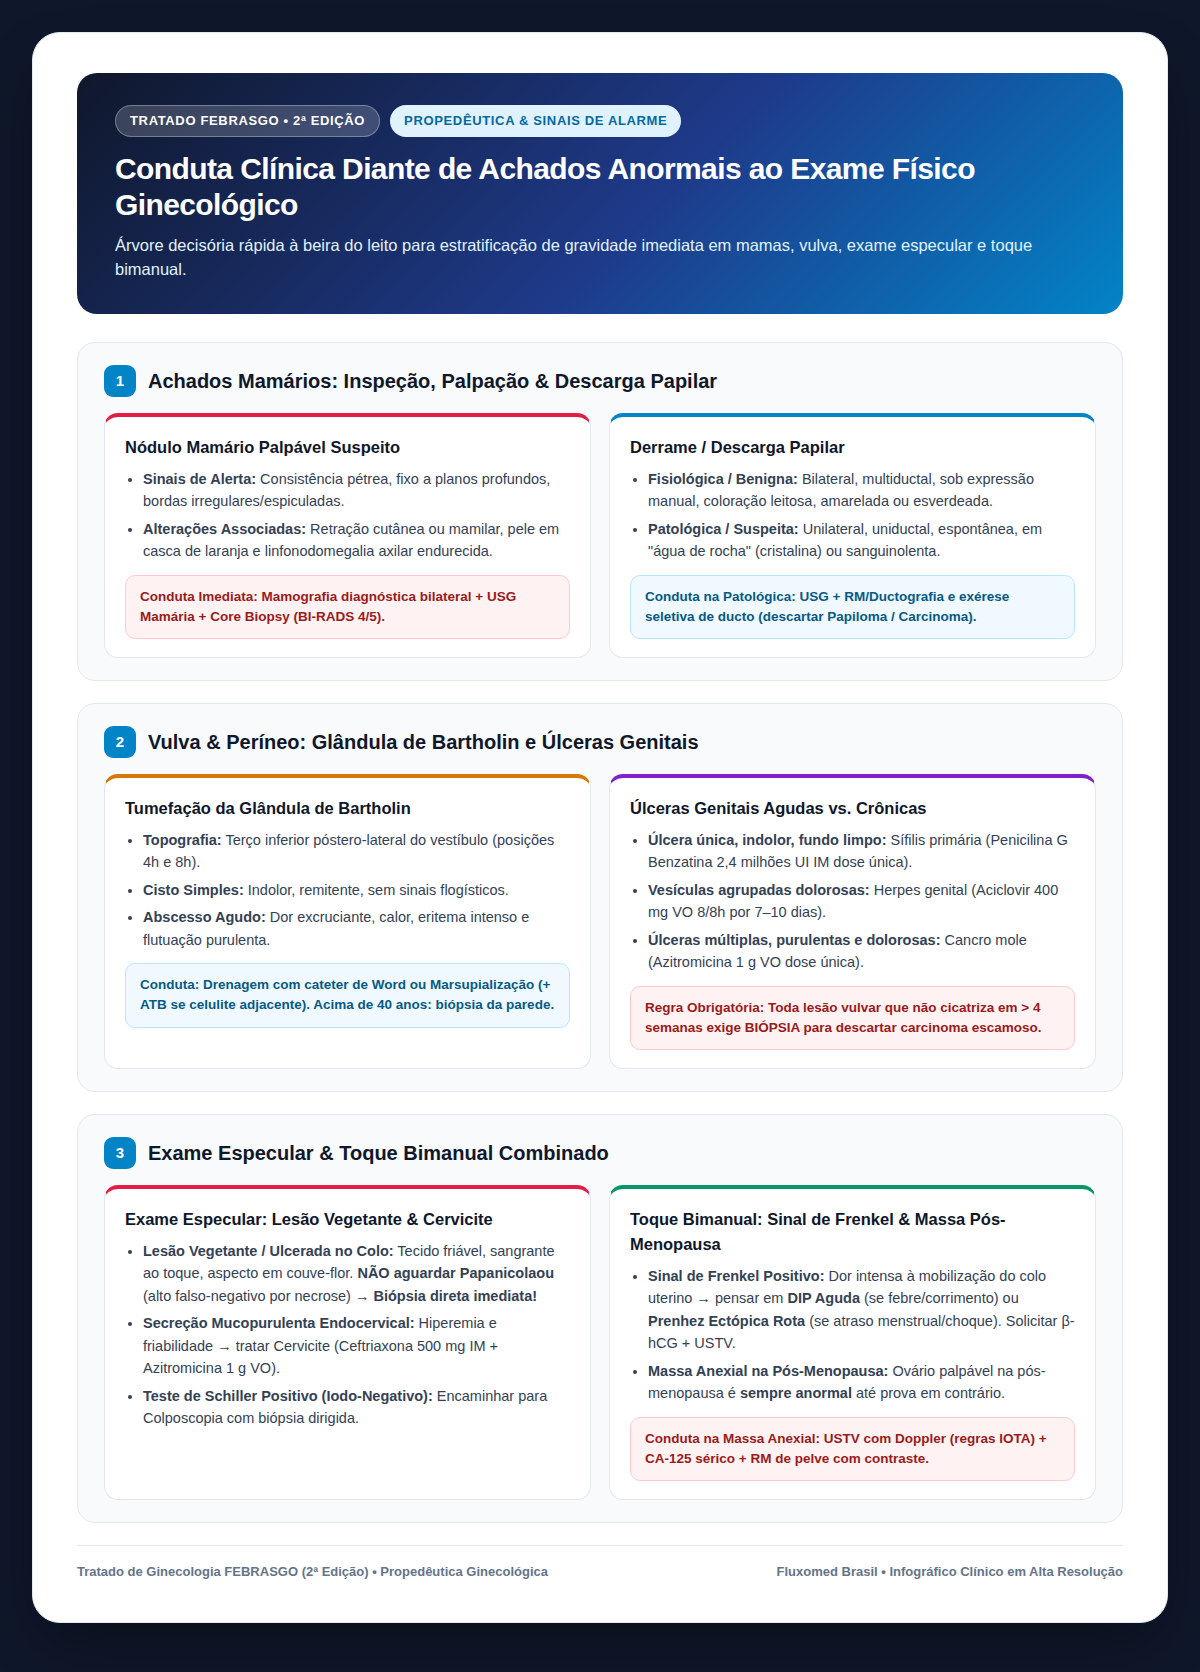 TRATADO FEBRASGO • 2ª EDIÇÃO
PROPEDÊUTICA & SINAIS DE ALARME
Conduta Clínica Diante de Achados Anormais ao Exame Físico
Ginecológico
Árvore decisória rápida à beira do leito para estratificação de gravidade imediata em mamas, vulva, exame especular e toque
bimanual.
1
Achados Mamários: Inspeção, Palpação & Descarga Papilar
Nódulo Mamário Palpável Suspeito
• Sinais de Alerta: Consistência pétrea, fixo a planos profundos,
bordas irregulares/espiculadas.
• Alterações Associadas: Retração cutânea ou mamilar, pele em
casca de laranja e linfonodomegalia axilar endurecida.
Conduta Imediata: Mamografia diagnóstica bilateral + USG
Mamária + Core Biopsy (BI-RADS 4/5).
Derrame / Descarga Papilar
• Fisiológica / Benigna: Bilateral, multiductal, sob expressão
manual, coloração leitosa, amarelada ou esverdeada.
• Patológica / Suspeita: Unilateral, uniductal, espontânea, em
"água de rocha" (cristalina) ou sanguinolenta.
Conduta na Patológica: USG + RM/Ductografia e exérese
seletiva de ducto (descartar Papiloma / Carcinoma).
2
Vulva & Períneo: Glândula de Bartholin e Úlceras Genitais
Tumefação da Glândula de Bartholin
• Topografia: Terço inferior póstero-lateral do vestíbulo (posições
4h e 8h).
• Cisto Simples: Indolor, remitente, sem sinais flogísticos.
• Abscesso Agudo: Dor excruciante, calor, eritema intenso e
flutuação purulenta.
Conduta: Drenagem com cateter de Word ou Marsupialização (+
ATB se celulite adjacente). Acima de 40 anos: biópsia da parede.
Úlceras Genitais Agudas vs. Crônicas
• Úlcera única, indolor, fundo limpo: Sífilis primária (Penicilina G
Benzatina 2,4 milhões UI IM dose única).
• Vesículas agrupadas dolorosas: Herpes genital (Aciclovir 400
mg VO 8/8h por 7–10 dias).
• Úlceras múltiplas, purulentas e dolorosas: Cancro mole
(Azitromicina 1 g VO dose única).
Regra Obrigatória: Toda lesão vulvar que não cicatriza em > 4
semanas exige BIÓPSIA para descartar carcinoma escamoso.
3
Exame Especular & Toque Bimanual Combinado
Exame Especular: Lesão Vegetante & Cervicite
• Lesão Vegetante / Ulcerada no Colo: Tecido friável, sangrante
ao toque, aspecto em couve-flor. NÃO aguardar Papanicolaou
(alto falso-negativo por necrose) → Biópsia direta imediata!
• Secreção Mucopurulenta Endocervical: Hiperemia e
friabilidade → tratar Cervicite (Ceftriaxona 500 mg IM +
Azitromicina 1 g VO).
• Teste de Schiller Positivo (Iodo-Negativo): Encaminhar para
Colposcopia com biópsia dirigida.
Toque Bimanual: Sinal de Frenkel & Massa Pós-
Menopausa
• Sinal de Frenkel Positivo: Dor intensa à mobilização do colo
uterino → pensar em DIP Aguda (se febre/corrimento) ou
Prenhez Ectópica Rota (se atraso menstrual/choque). Solicitar β-
hCG + USTV.
• Massa Anexial na Pós-Menopausa: Ovário palpável na pós-
menopausa é sempre anormal até prova em contrário.
Conduta na Massa Anexial: USTV com Doppler (regras IOTA) +
CA-125 sérico + RM de pelve com contraste.
Tratado de Ginecologia FEBRASGO (2ª Edição) • Propedêutica Ginecológica
Fluxomed Brasil • Infográfico Clínico em Alta Resolução